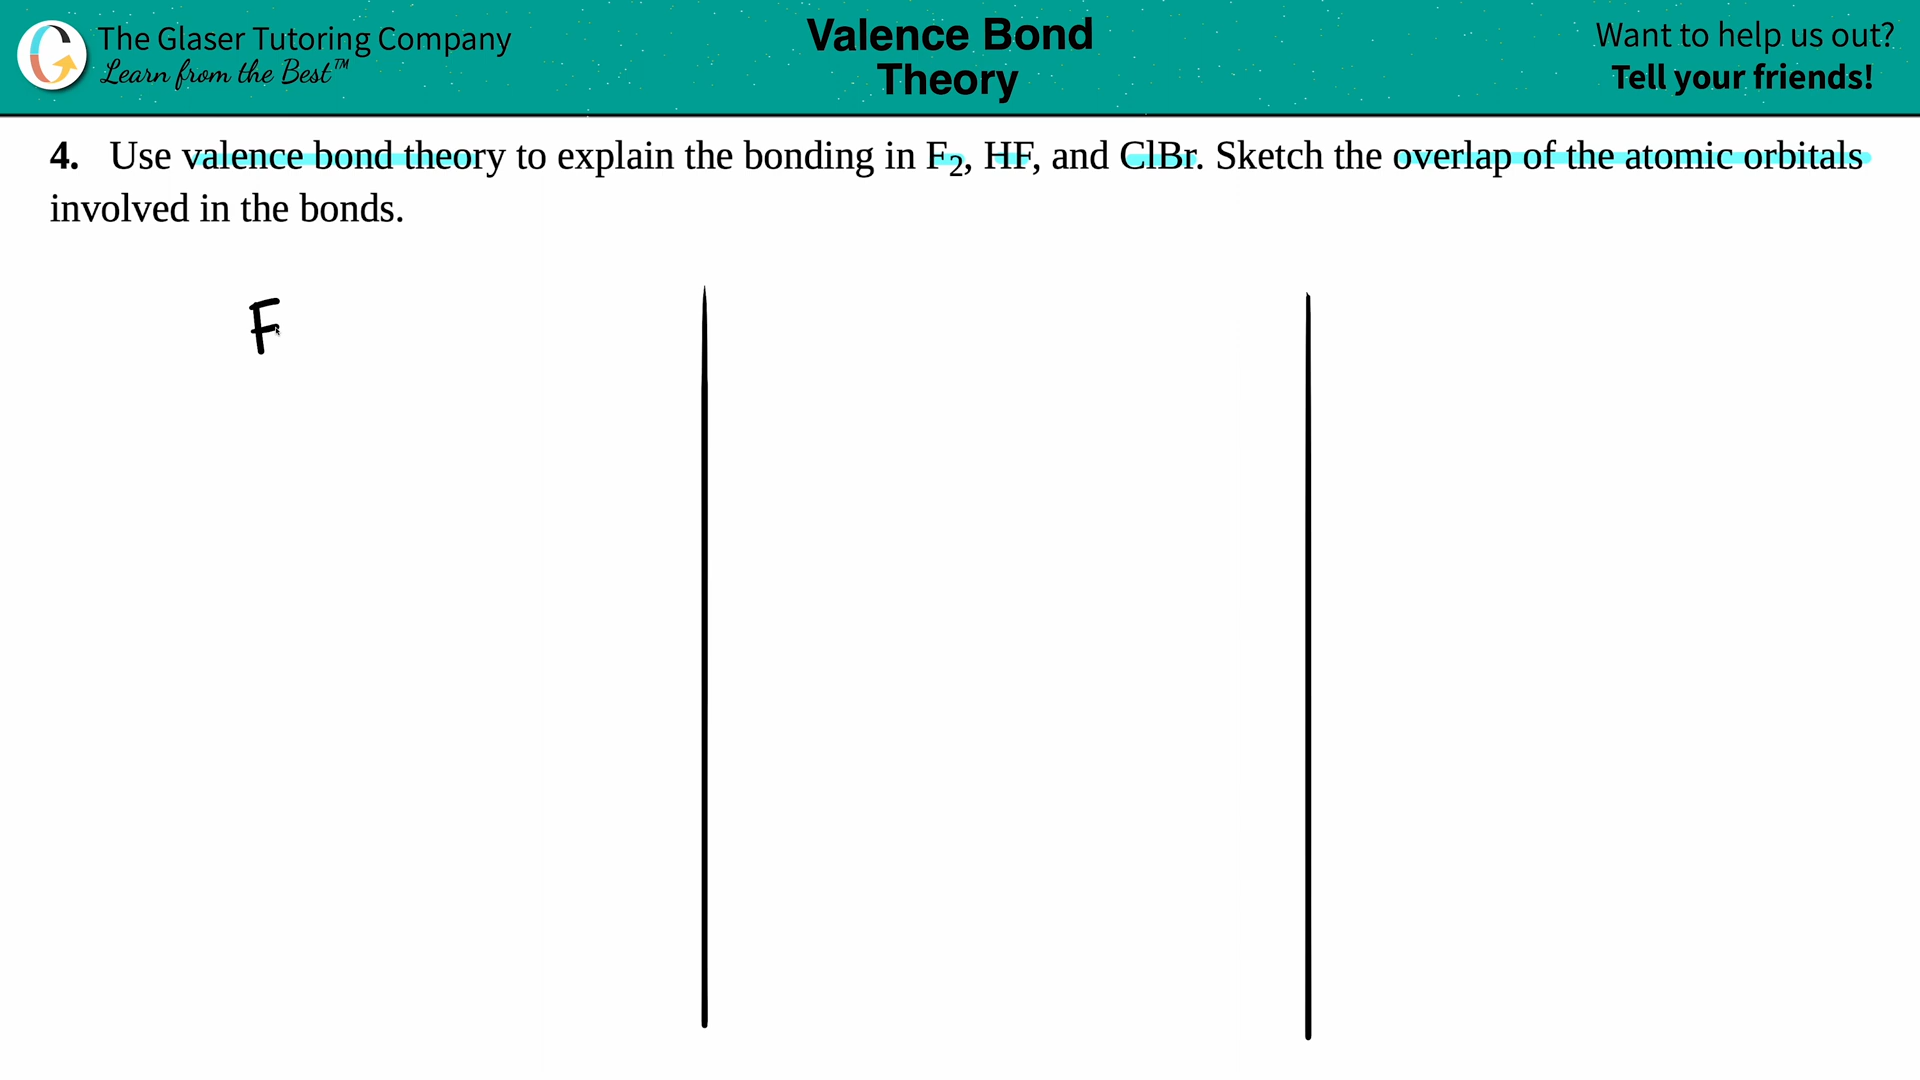 The Glaser Tutoring Company
Learn from the Best™
Valence Bond
Theory
Want to help us out?
Tell your friends!
4. Use valence bond theory to explain the bonding in F₂, HF, and ClBr. Sketch the overlap of the atomic orbitals
involved in the bonds.
F